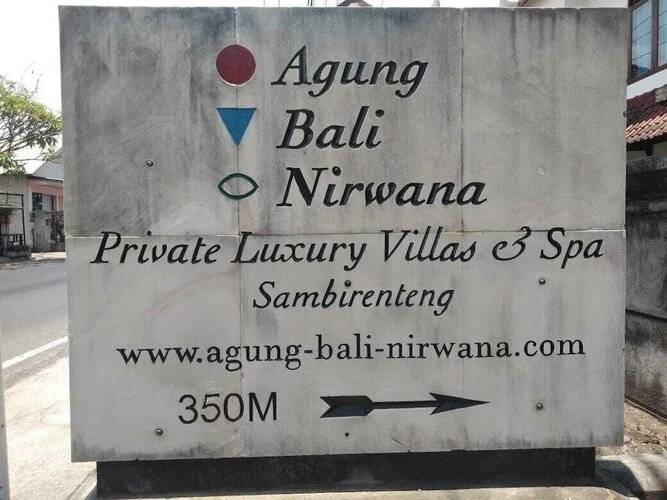 Agung
Bali
Nirwana
Private Luxury Villas & Spa
Sambirenteng
www.agung-bali-nirwana.com
350M